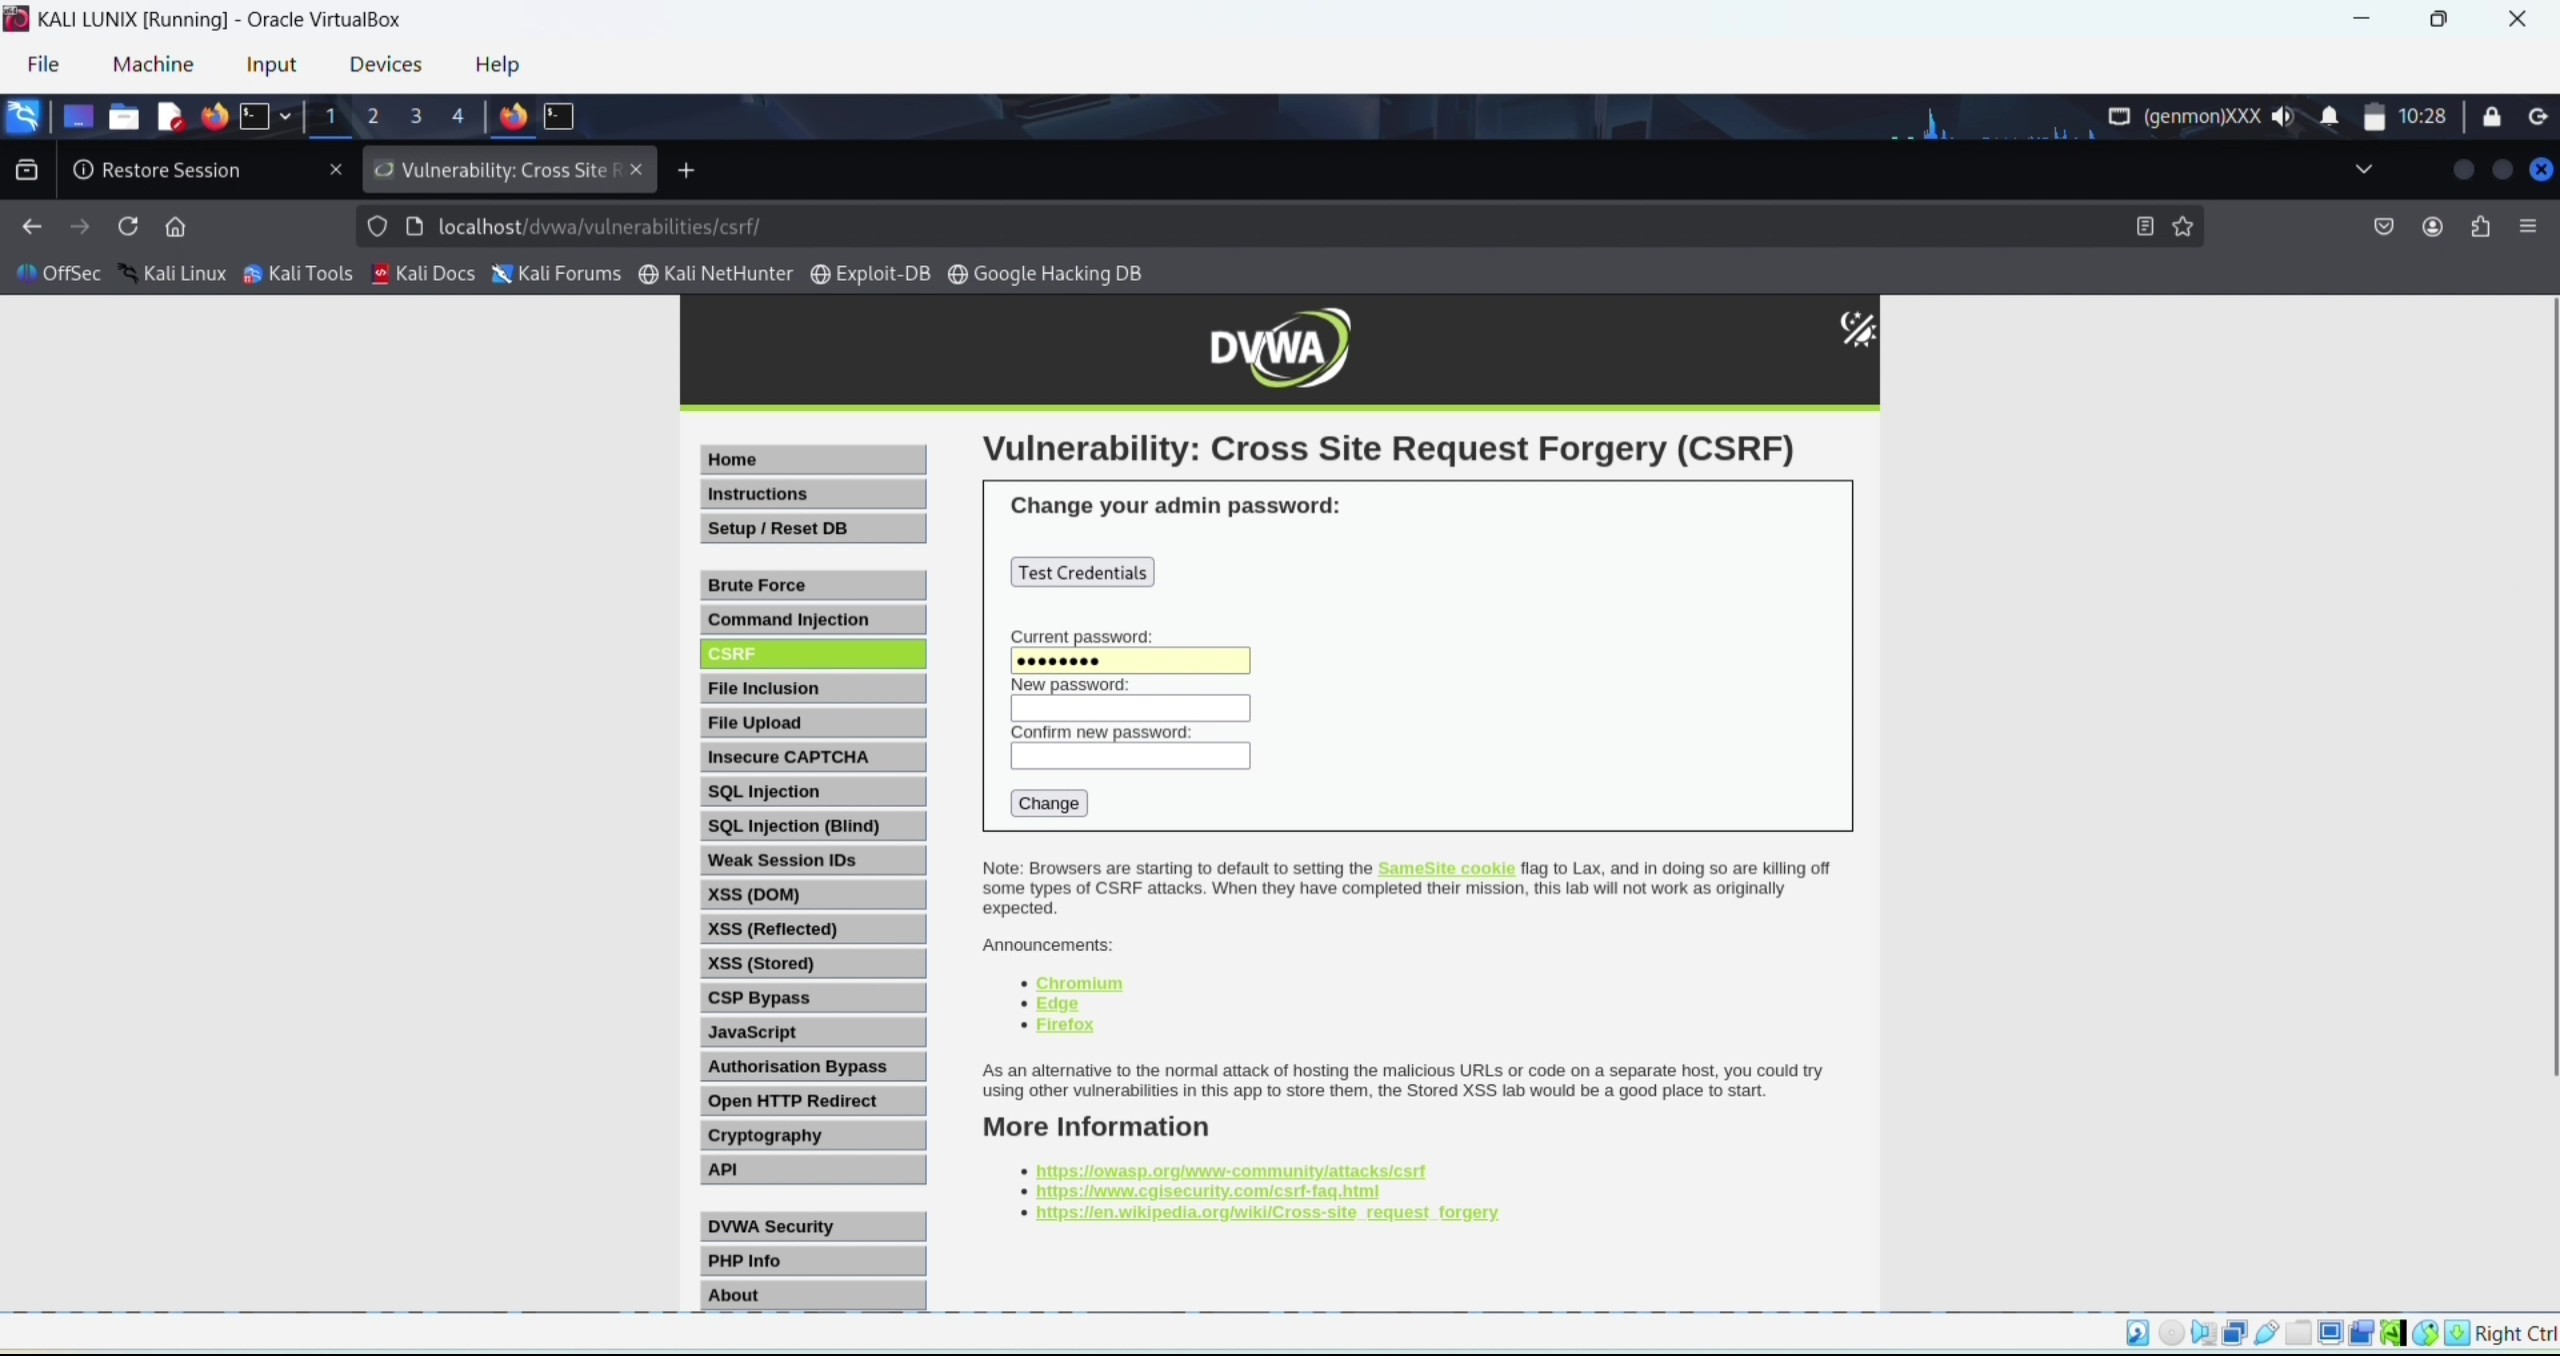 KALI LUNIX [Running] - Oracle VirtualBox
File Machine Input Devices Help
1 2 3 4 (genmon)XXX 10:28
Restore Session Vulnerability: Cross Site R
localhost/dvwa/vulnerabilities/csrf/
OffSec Kali Linux Kali Tools Kali Docs Kali Forums Kali NetHunter Exploit-DB Google Hacking DB
DVWA
Home
Instructions
Setup / Reset DB
Brute Force
Command Injection
CSRF
File Inclusion
File Upload
Insecure CAPTCHA
SQL Injection
SQL Injection (Blind)
Weak Session IDs
XSS (DOM)
XSS (Reflected)
XSS (Stored)
CSP Bypass
JavaScript
Authorisation Bypass
Open HTTP Redirect
Cryptography
API
DVWA Security
PHP Info
About
Vulnerability: Cross Site Request Forgery (CSRF)
Change your admin password:
Test Credentials
Current password:
••••••••
New password:
Confirm new password:
Change
Note: Browsers are starting to default to setting the SameSite cookie flag to Lax, and in doing so are killing off
some types of CSRF attacks. When they have completed their mission, this lab will not work as originally
expected.
Announcements:
• Chromium
• Edge
• Firefox
As an alternative to the normal attack of hosting the malicious URLs or code on a separate host, you could try
using other vulnerabilities in this app to store them, the Stored XSS lab would be a good place to start.
More Information
• https://owasp.org/www-community/attacks/csrf
• https://www.cgisecurity.com/csrf-faq.html
• https://en.wikipedia.org/wiki/Cross-site_request_forgery
Right Ctrl